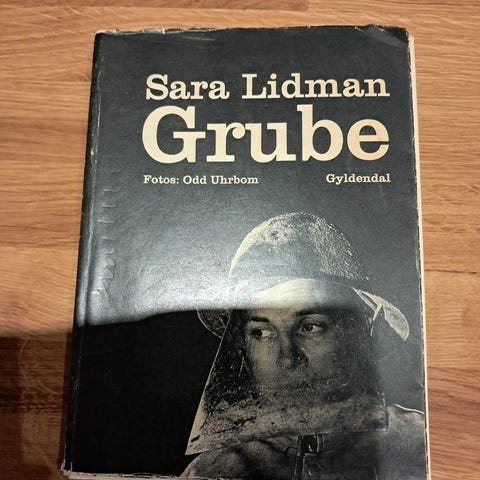 Sara Lidman
Grube
Fotos: Odd Uhrbom Gyldendal